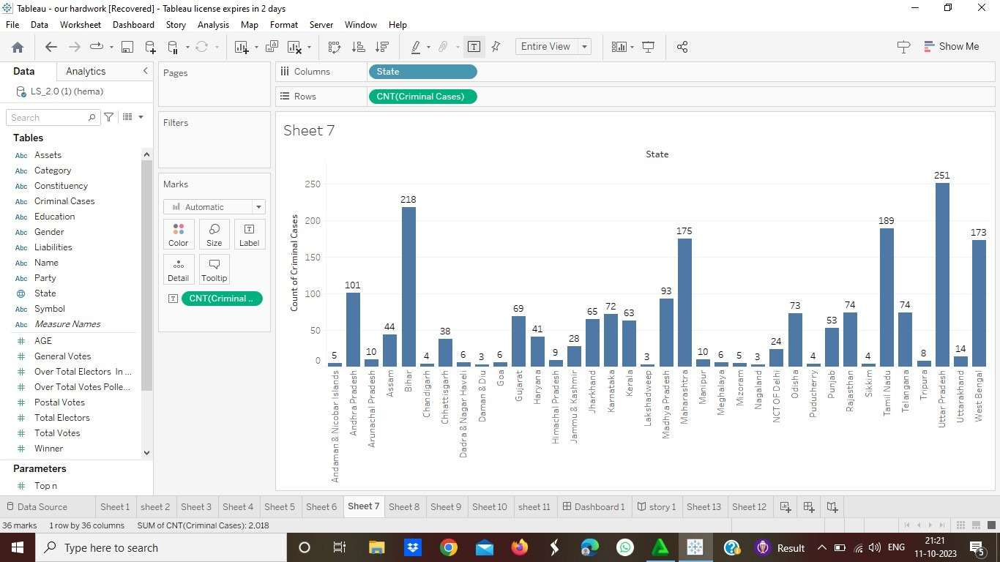 Tableau - our hardwork [Recovered] - Tableau license expires in 2 days
File Data Worksheet Dashboard Story Analysis Map Format Server Window Help
Entire View
Show Me
Data Analytics
LS_2.0 (1) (hema)
Search
Tables
Abc Assets
Abc Category
Abc Constituency
Abc Criminal Cases
Abc Education
Abc Gender
Abc Liabilities
Abc Name
Abc Party
State
Abc Symbol
Abc Measure Names
# AGE
# General Votes
# Over Total Electors In ...
# Over Total Votes Polle...
# Postal Votes
# Total Electors
# Total Votes
# Winner
Parameters
# Top n
Pages
Filters
Marks
Automatic
Color Size Label
Detail Tooltip
CNT(Criminal ..
Columns State
Rows CNT(Criminal Cases)
Sheet 7
State
Count of Criminal Cases
250
200
150
100
50
0
5 101 10 44 218 4 38 6 3 6 69 41 9 28 65 72 63 3 93 175 10 6 5 3 24 73 4 53 74 4 189 74 8 251 14 173
Andaman & Nicobar Islands
Andhra Pradesh
Arunachal Pradesh
Assam
Bihar
Chandigarh
Chhattisgarh
Dadra & Nagar Haveli
Daman & Diu
Goa
Gujarat
Haryana
Himachal Pradesh
Jammu & Kashmir
Jharkhand
Karnataka
Kerala
Lakshadweep
Madhya Pradesh
Maharashtra
Manipur
Meghalaya
Mizoram
Nagaland
NCT OF Delhi
Odisha
Puducherry
Punjab
Rajasthan
Sikkim
Tamil Nadu
Telangana
Tripura
Uttar Pradesh
Uttarakhand
West Bengal
Data Source Sheet 1 sheet 2 Sheet 3 Sheet 4 Sheet 5 Sheet 6 Sheet 7 Sheet 8 Sheet 9 Sheet 10 sheet 11 Dashboard 1 story 1 Sheet 13 Sheet 12
36 marks 1 row by 36 columns SUM of CNT(Criminal Cases): 2,018
Type here to search
Result
ENG
21:21
11-10-2023
5